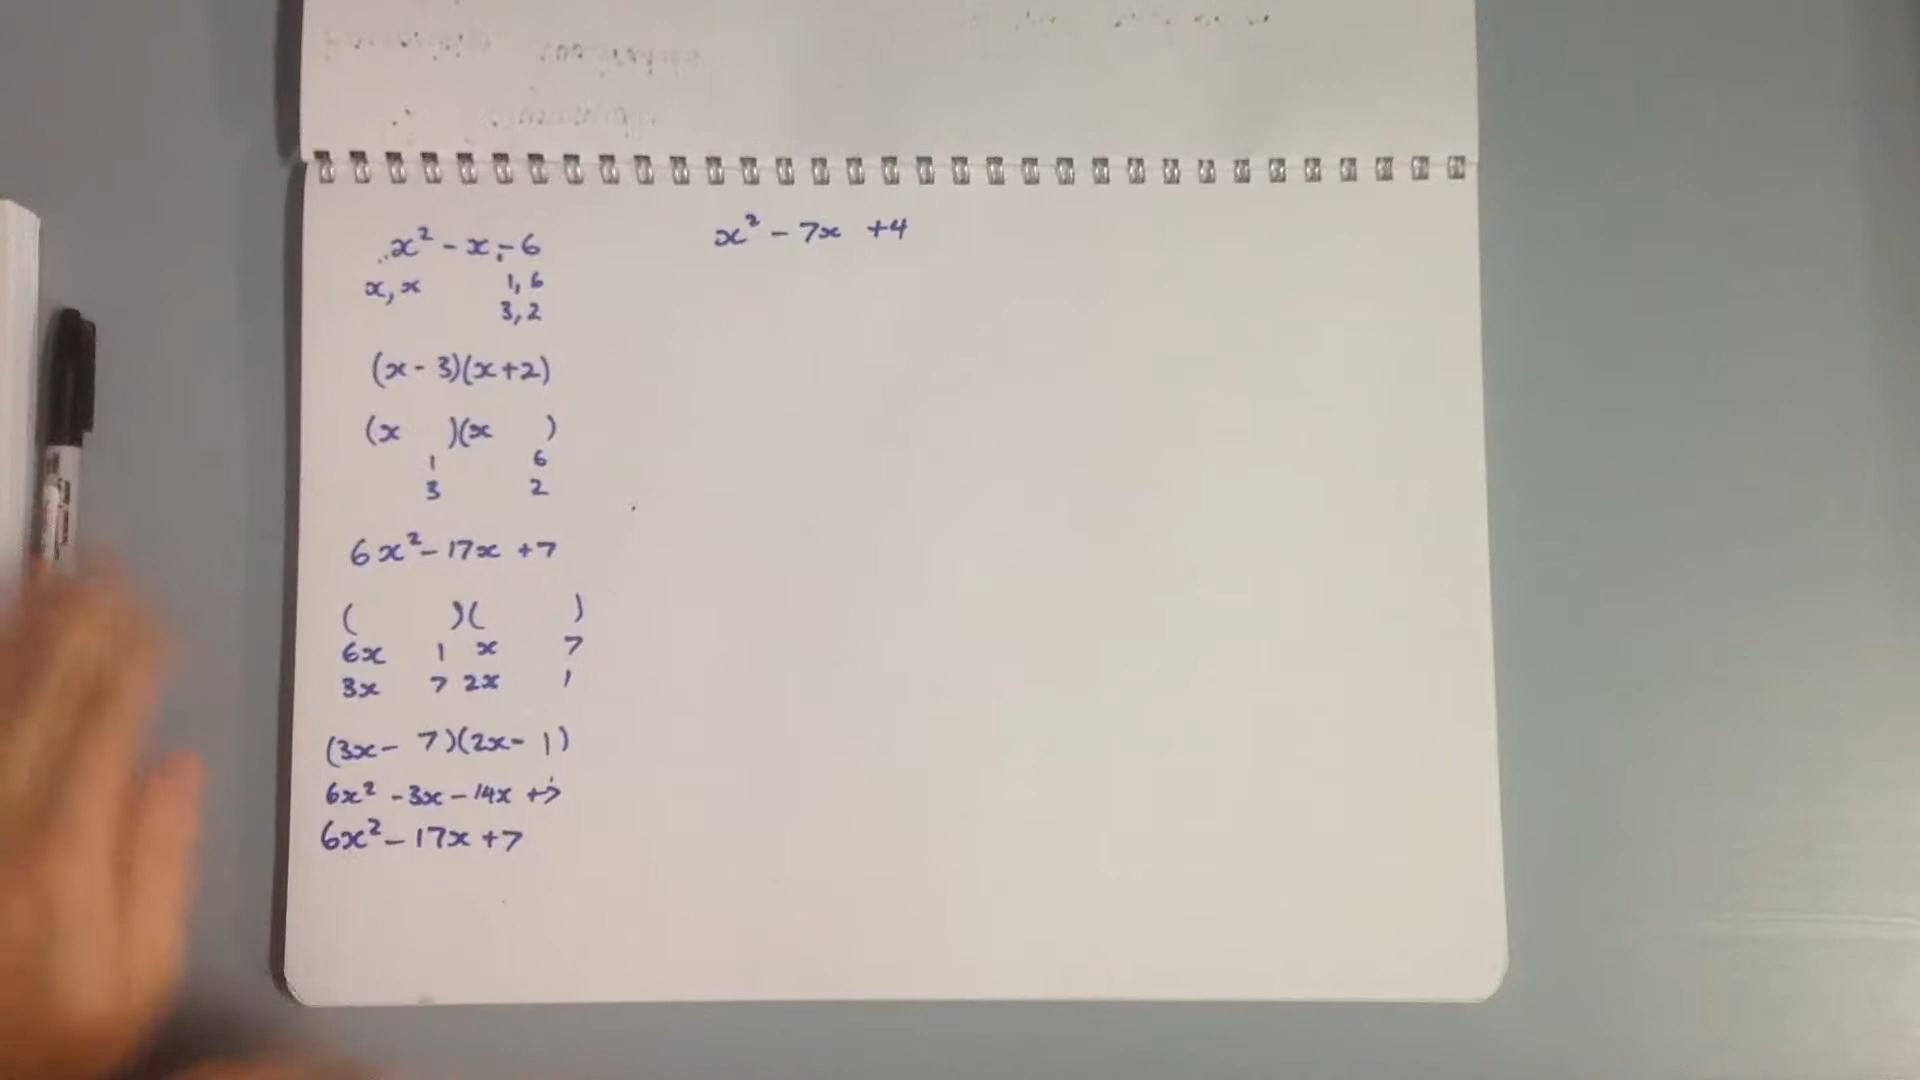 x² - x - 6
x, x 1, 6
3, 2
(x - 3)(x + 2)
(x )(x )
1 6
3 2
6x² - 17x + 7
( )( )
6x 1 x 7
3x 7 2x 1
(3x - 7)(2x - 1)
6x² - 3x - 14x + 7
6x² - 17x + 7
x² - 7x + 4